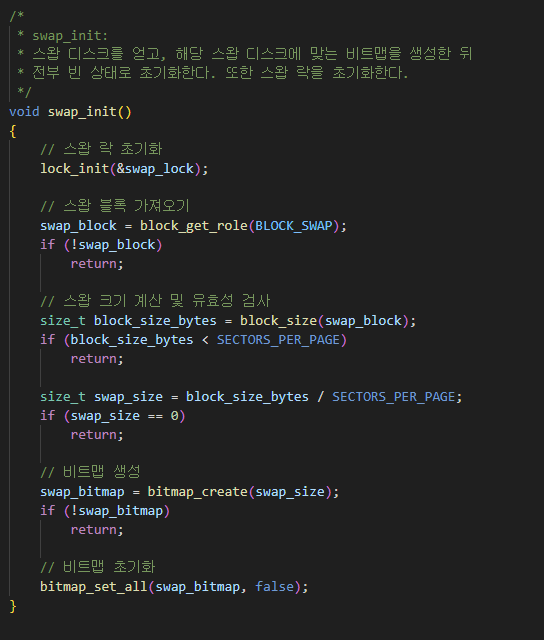 /*
 * swap_init:
 * 스왑 디스크를 얻고, 해당 스왑 디스크에 맞는 비트맵을 생성한 뒤
 * 전부 빈 상태로 초기화한다. 또한 스왑 락을 초기화한다.
 */
void swap_init()
{
    // 스왑 락 초기화
    lock_init(&swap_lock);

    // 스왑 블록 가져오기
    swap_block = block_get_role(BLOCK_SWAP);
    if (!swap_block)
        return;

    // 스왑 크기 계산 및 유효성 검사
    size_t block_size_bytes = block_size(swap_block);
    if (block_size_bytes < SECTORS_PER_PAGE)
        return;

    size_t swap_size = block_size_bytes / SECTORS_PER_PAGE;
    if (swap_size == 0)
        return;

    // 비트맵 생성
    swap_bitmap = bitmap_create(swap_size);
    if (!swap_bitmap)
        return;

    // 비트맵 초기화
    bitmap_set_all(swap_bitmap, false);
}